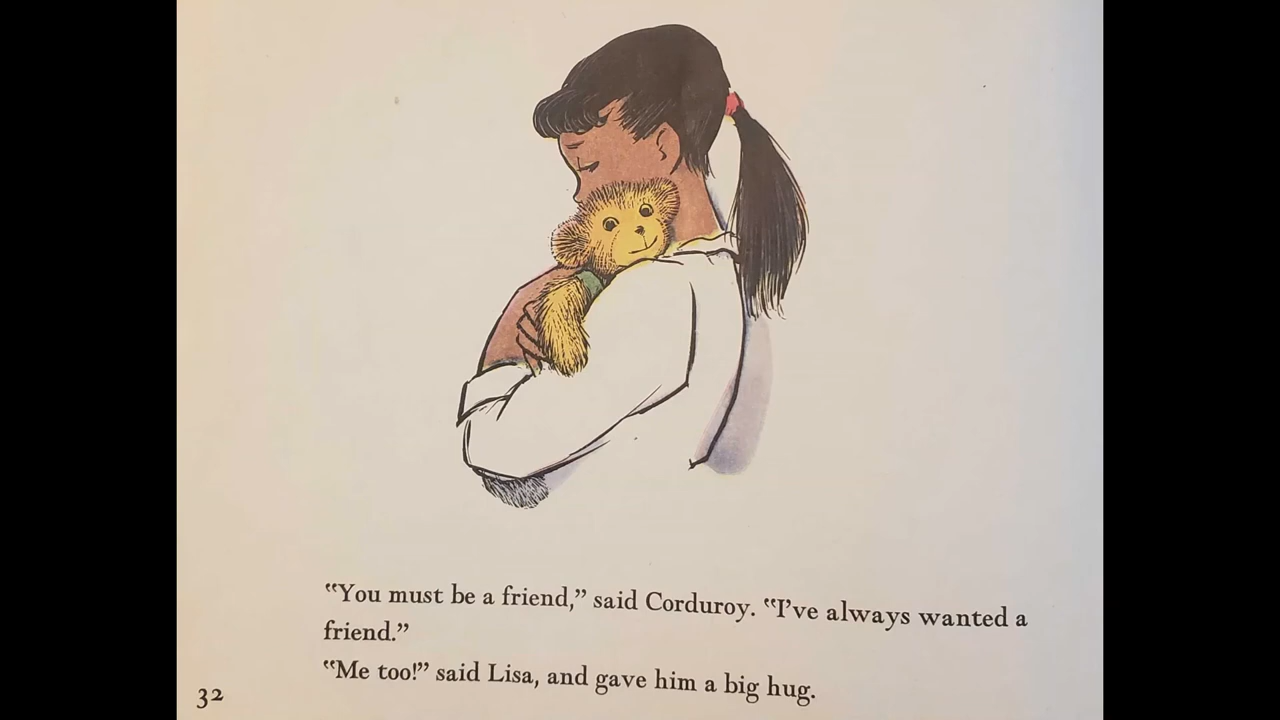 “You must be a friend,” said Corduroy. “I’ve always wanted a
friend.”
“Me too!” said Lisa, and gave him a big hug.
32